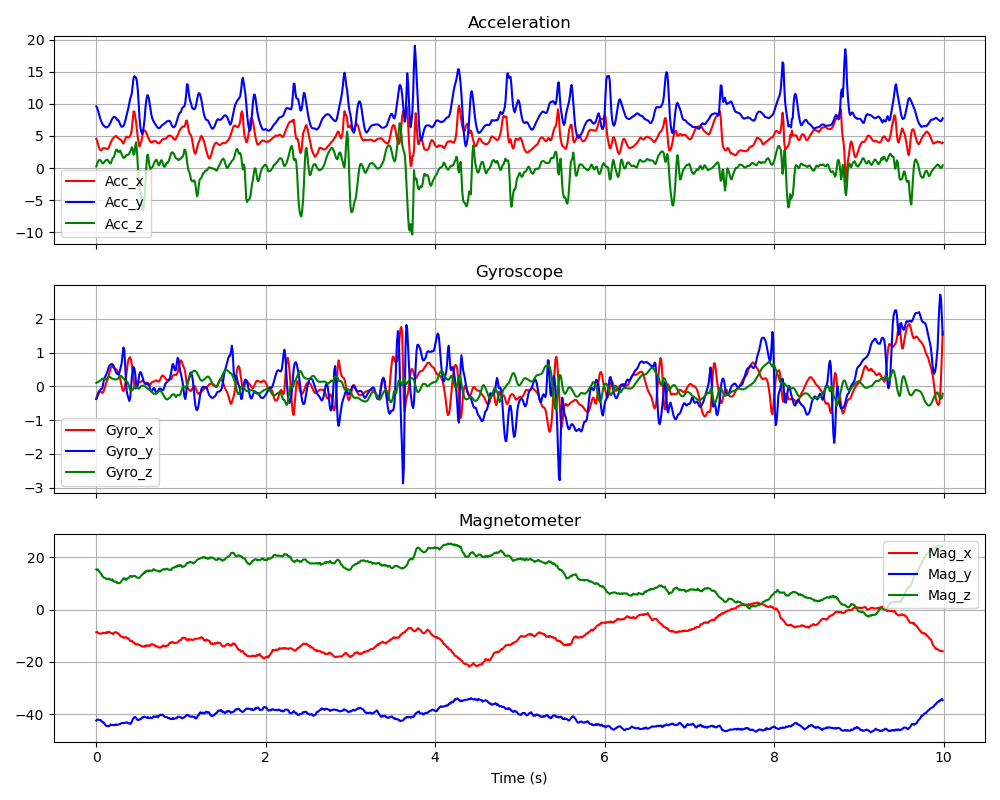 Acceleration
20
15
10
5
0
−5
−10
Acc_x
Acc_y
Acc_z
Gyroscope
2
1
0
−1
−2
−3
Gyro_x
Gyro_y
Gyro_z
Magnetometer
20
0
−20
−40
Mag_x
Mag_y
Mag_z
0 2 4 6 8 10
Time (s)